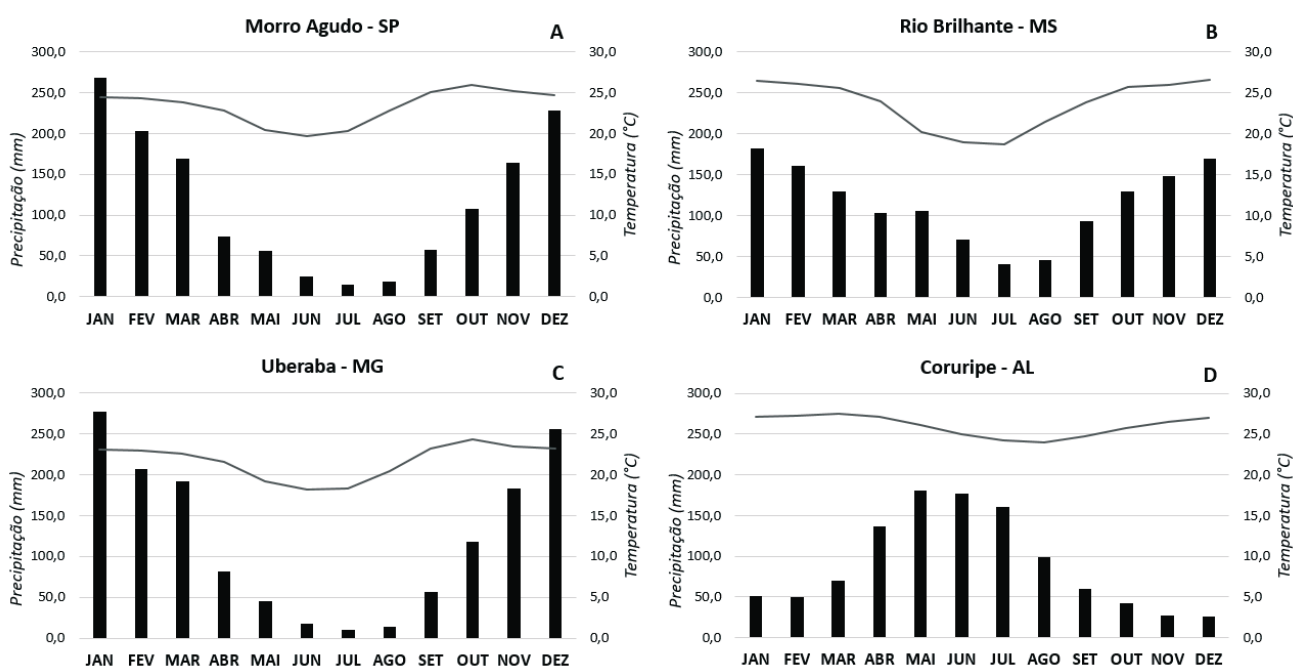 Morro Agudo - SP
A
300,0
250,0
200,0
150,0
100,0
50,0
0,0
Precipitação (mm)
30,0
25,0
20,0
15,0
10,0
5,0
0,0
Temperatura (°C)
JAN FEV MAR ABR MAI JUN JUL AGO SET OUT NOV DEZ
Rio Brilhante - MS
B
300,0
250,0
200,0
150,0
100,0
50,0
0,0
Precipitação (mm)
30,0
25,0
20,0
15,0
10,0
5,0
0,0
Temperatura (°C)
JAN FEV MAR ABR MAI JUN JUL AGO SET OUT NOV DEZ
Uberaba - MG
C
300,0
250,0
200,0
150,0
100,0
50,0
0,0
Precipitação (mm)
30,0
25,0
20,0
15,0
10,0
5,0
0,0
Temperatura (°C)
JAN FEV MAR ABR MAI JUN JUL AGO SET OUT NOV DEZ
Coruripe - AL
D
300,0
250,0
200,0
150,0
100,0
50,0
0,0
Precipitação (mm)
30,0
25,0
20,0
15,0
10,0
5,0
0,0
Temperatura (°C)
JAN FEV MAR ABR MAI JUN JUL AGO SET OUT NOV DEZ